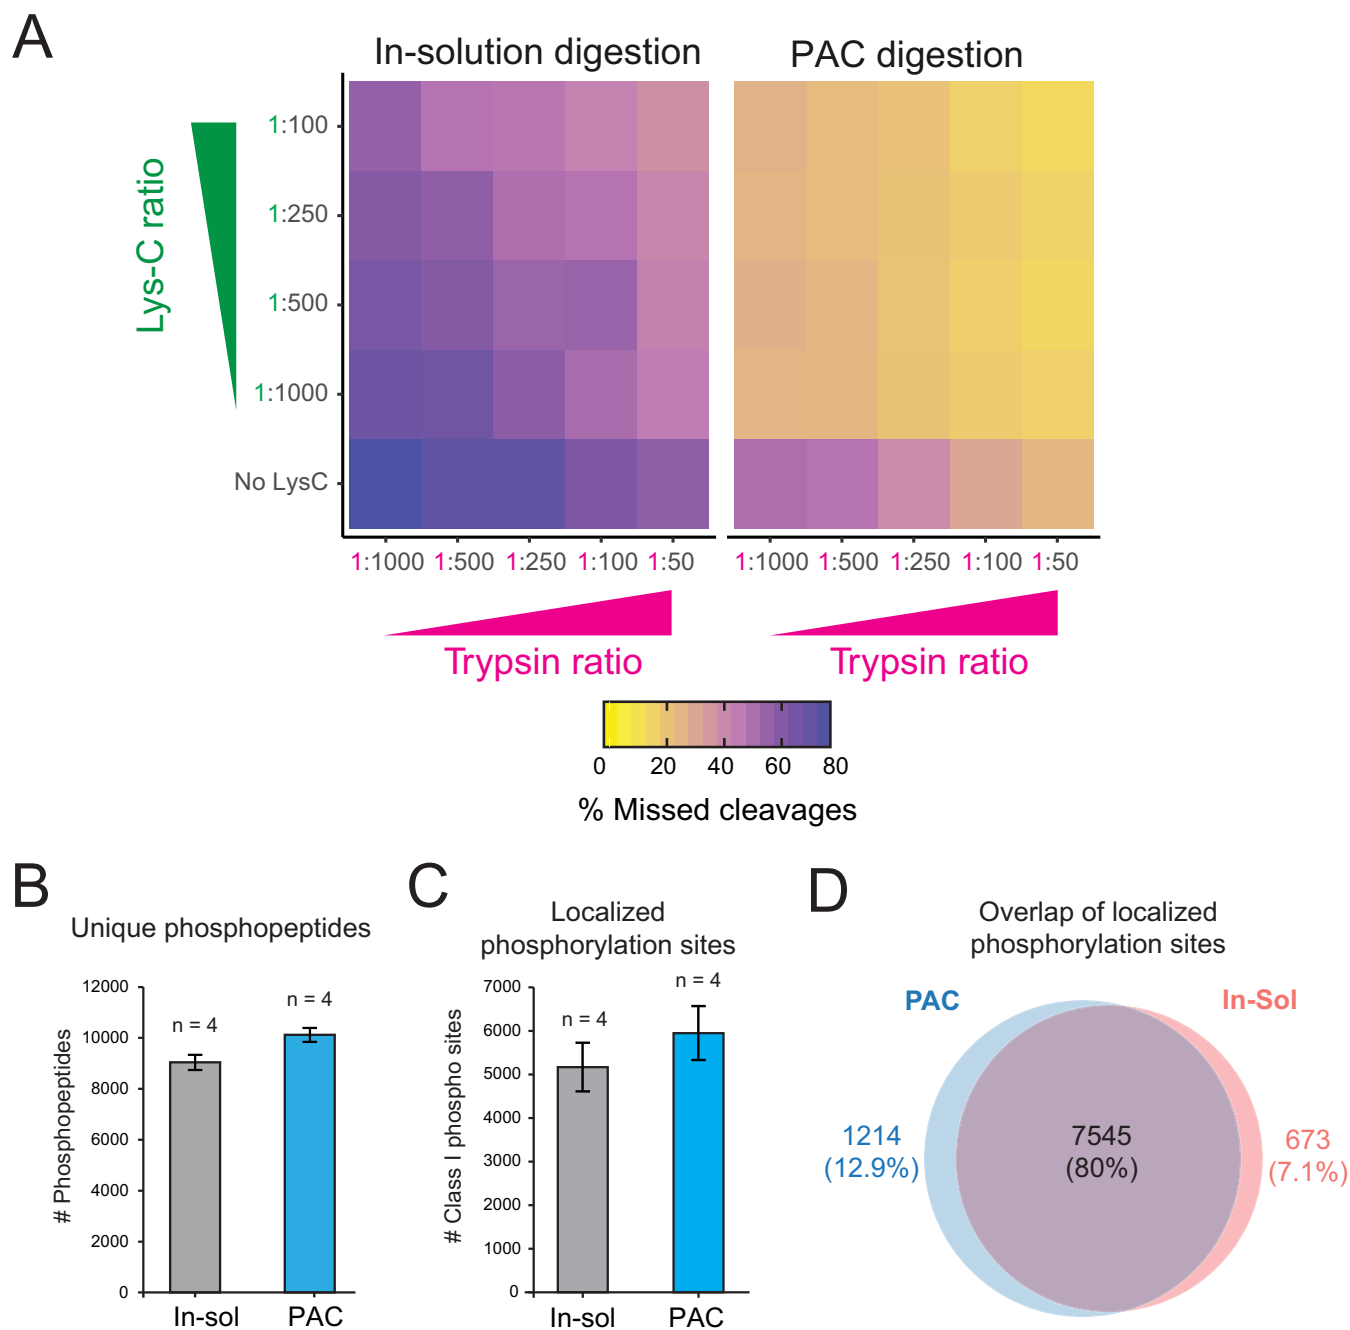 A
In-solution digestion
PAC digestion
Lys-C ratio
1:100
1:250
1:500
1:1000
No LysC
1:1000 1:500 1:250 1:100 1:50
1:1000 1:500 1:250 1:100 1:50
Trypsin ratio
Trypsin ratio
0 20 40 60 80
% Missed cleavages
B
Unique phosphopeptides
# Phosphopeptides
12000
10000
8000
6000
4000
2000
0
n = 4
n = 4
In-sol
PAC
C
Localized
phosphorylation sites
# Class I phospho sites
7000
6000
5000
4000
3000
2000
1000
0
n = 4
n = 4
In-sol
PAC
D
Overlap of localized
phosphorylation sites
PAC
In-Sol
1214
(12.9%)
7545
(80%)
673
(7.1%)